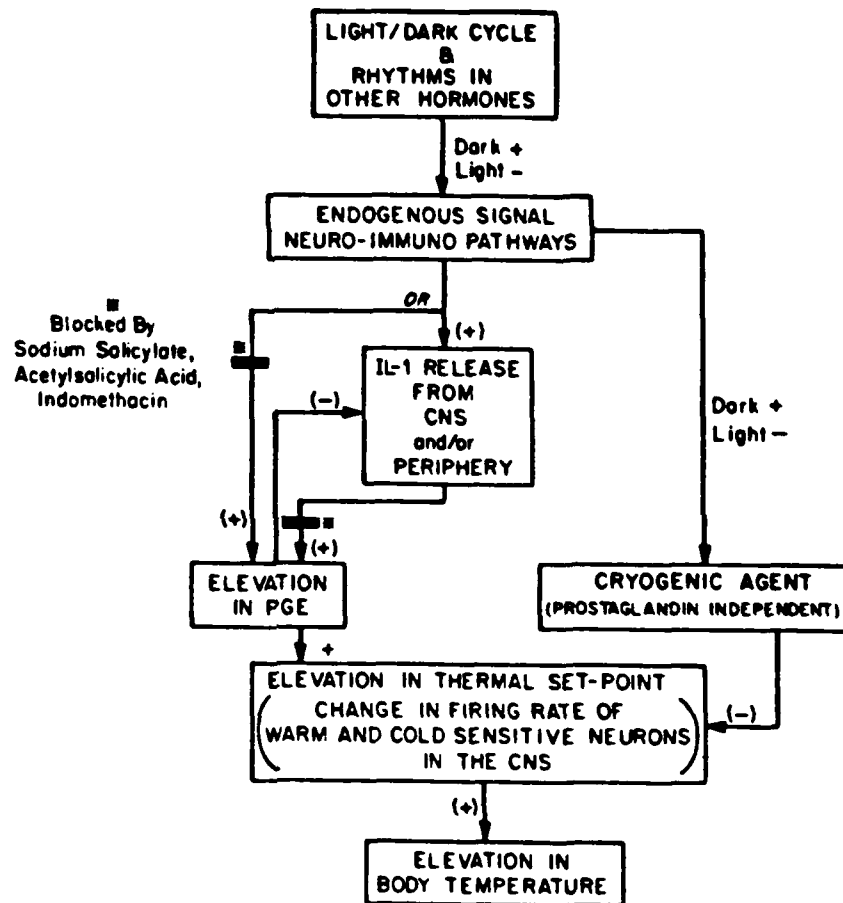 LIGHT/DARK CYCLE
&
RHYTHMS IN
OTHER HORMONES
Dark +
Light -
ENDOGENOUS SIGNAL
NEURO-IMMUNO PATHWAYS
OR
(+)
Blocked By
Sodium Salicylate,
Acetylsalicylic Acid,
Indomethacin
IL-1 RELEASE
FROM
CNS
and/or
PERIPHERY
(-)
Dark +
Light -
(+)
(+)
ELEVATION
IN PGE
CRYOGENIC AGENT
(PROSTAGLANDIN INDEPENDENT)
+
ELEVATION IN THERMAL SET-POINT
(CHANGE IN FIRING RATE OF
WARM AND COLD SENSITIVE NEURONS
IN THE CNS)
(-)
(+)
ELEVATION IN
BODY TEMPERATURE